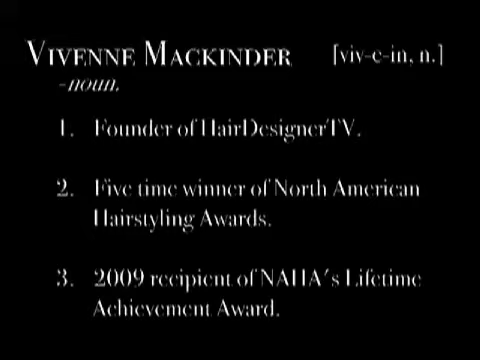 VIVENNE MACKINDER [viv-e-in, n.]
-noun.
1. Founder of HairDesignerTV.
2. Five time winner of North American
Hairstyling Awards.
3. 2009 recipient of NAHA's Lifetime
Achievement Award.